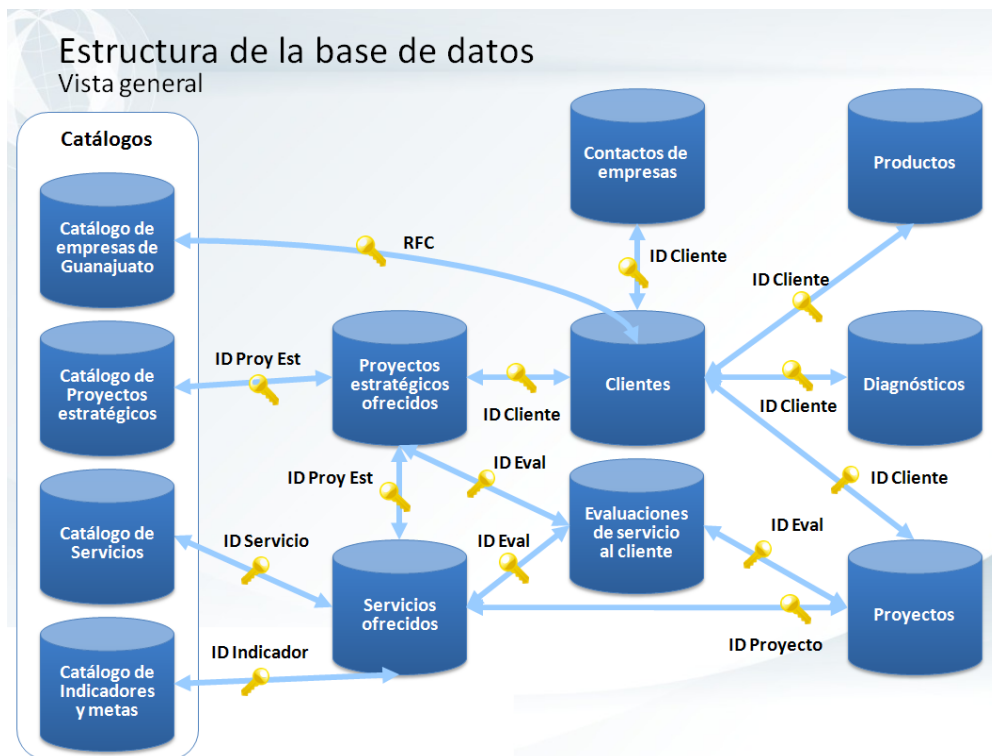 Estructura de la base de datos
Vista general
Catálogos
Catálogo de
empresas de
Guanajuato
Catálogo de
Proyectos
estratégicos
Catálogo de
Servicios
Catálogo de
Indicadores
y metas
Contactos de
empresas
Productos
RFC
ID Cliente
ID Cliente
ID Proy Est
Proyectos
estratégicos
ofrecidos
ID Cliente
Clientes
ID Cliente
Diagnósticos
ID Proy Est
ID Eval
ID Cliente
ID Servicio
ID Eval
Evaluaciones
de servicio
al cliente
ID Eval
Servicios
ofrecidos
Proyectos
ID Indicador
ID Proyecto